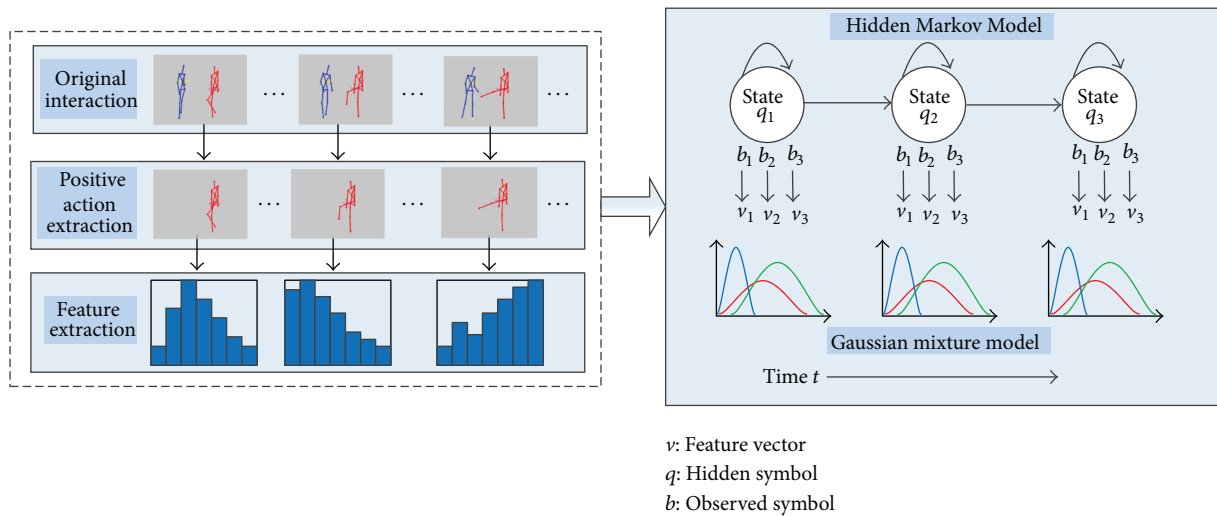 Original
interaction
... ... ...
Positive
action
extraction
... ... ...
Feature
extraction
Hidden Markov Model
State
q1
State
q2
State
q3
b1 b2 b3
b1 b2 b3
b1 b2 b3
v1 v2 v3
v1 v2 v3
v1 v2 v3
Gaussian mixture model
Time t
v: Feature vector
q: Hidden symbol
b: Observed symbol